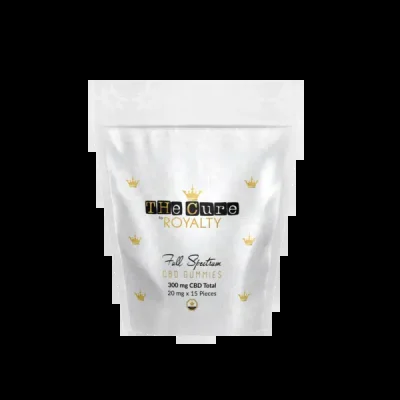 THe Cure
by ROYALTY
Full Spectrum
CBD GUMMIES
300 mg CBD Total
20 mg x 15 Pieces